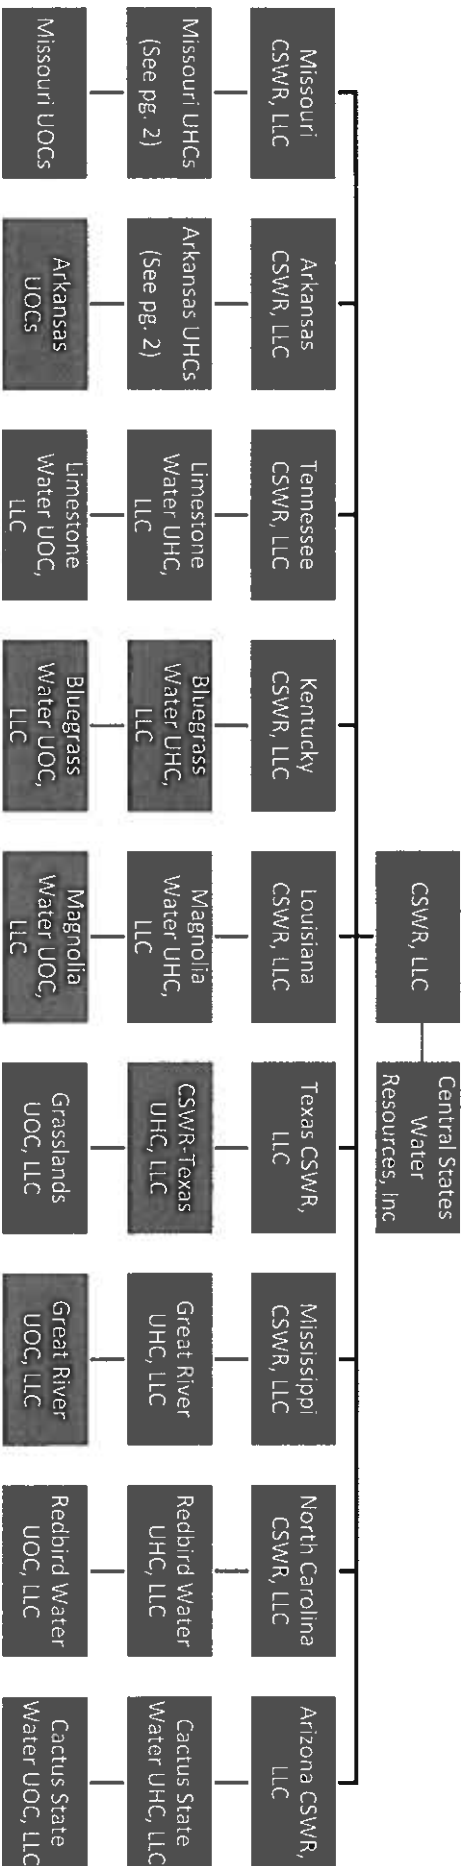 CSWR, LLC
Central States
Water
Resources, Inc
Missouri
CSWR, LLC
Arkansas
CSWR, LLC
Tennessee
CSWR, LLC
Kentucky
CSWR, LLC
Louisiana
CSWR, LLC
Texas CSWR,
LLC
Mississippi
CSWR, LLC
North Carolina
CSWR, LLC
Arizona CSWR,
LLC
Missouri UHCs
(See pg. 2)
Arkansas UHCs
(See pg. 2)
Limestone
Water UHC,
LLC
Bluegrass
Water UHC,
LLC
Magnolia
Water UHC,
LLC
CSWR-Texas
UHC, LLC
Great River
UHC, LLC
Redbird Water
UHC, LLC
Cactus State
Water UHC, LLC
Missouri UOCs
Arkansas
UOCs
Limestone
Water UOC,
LLC
Bluegrass
Water UOC,
LLC
Magnolia
Water UOC,
LLC
Grasslands
UOC, LLC
Great River
UOC, LLC
Redbird Water
UOC, LLC
Cactus State
Water UOC, LLC